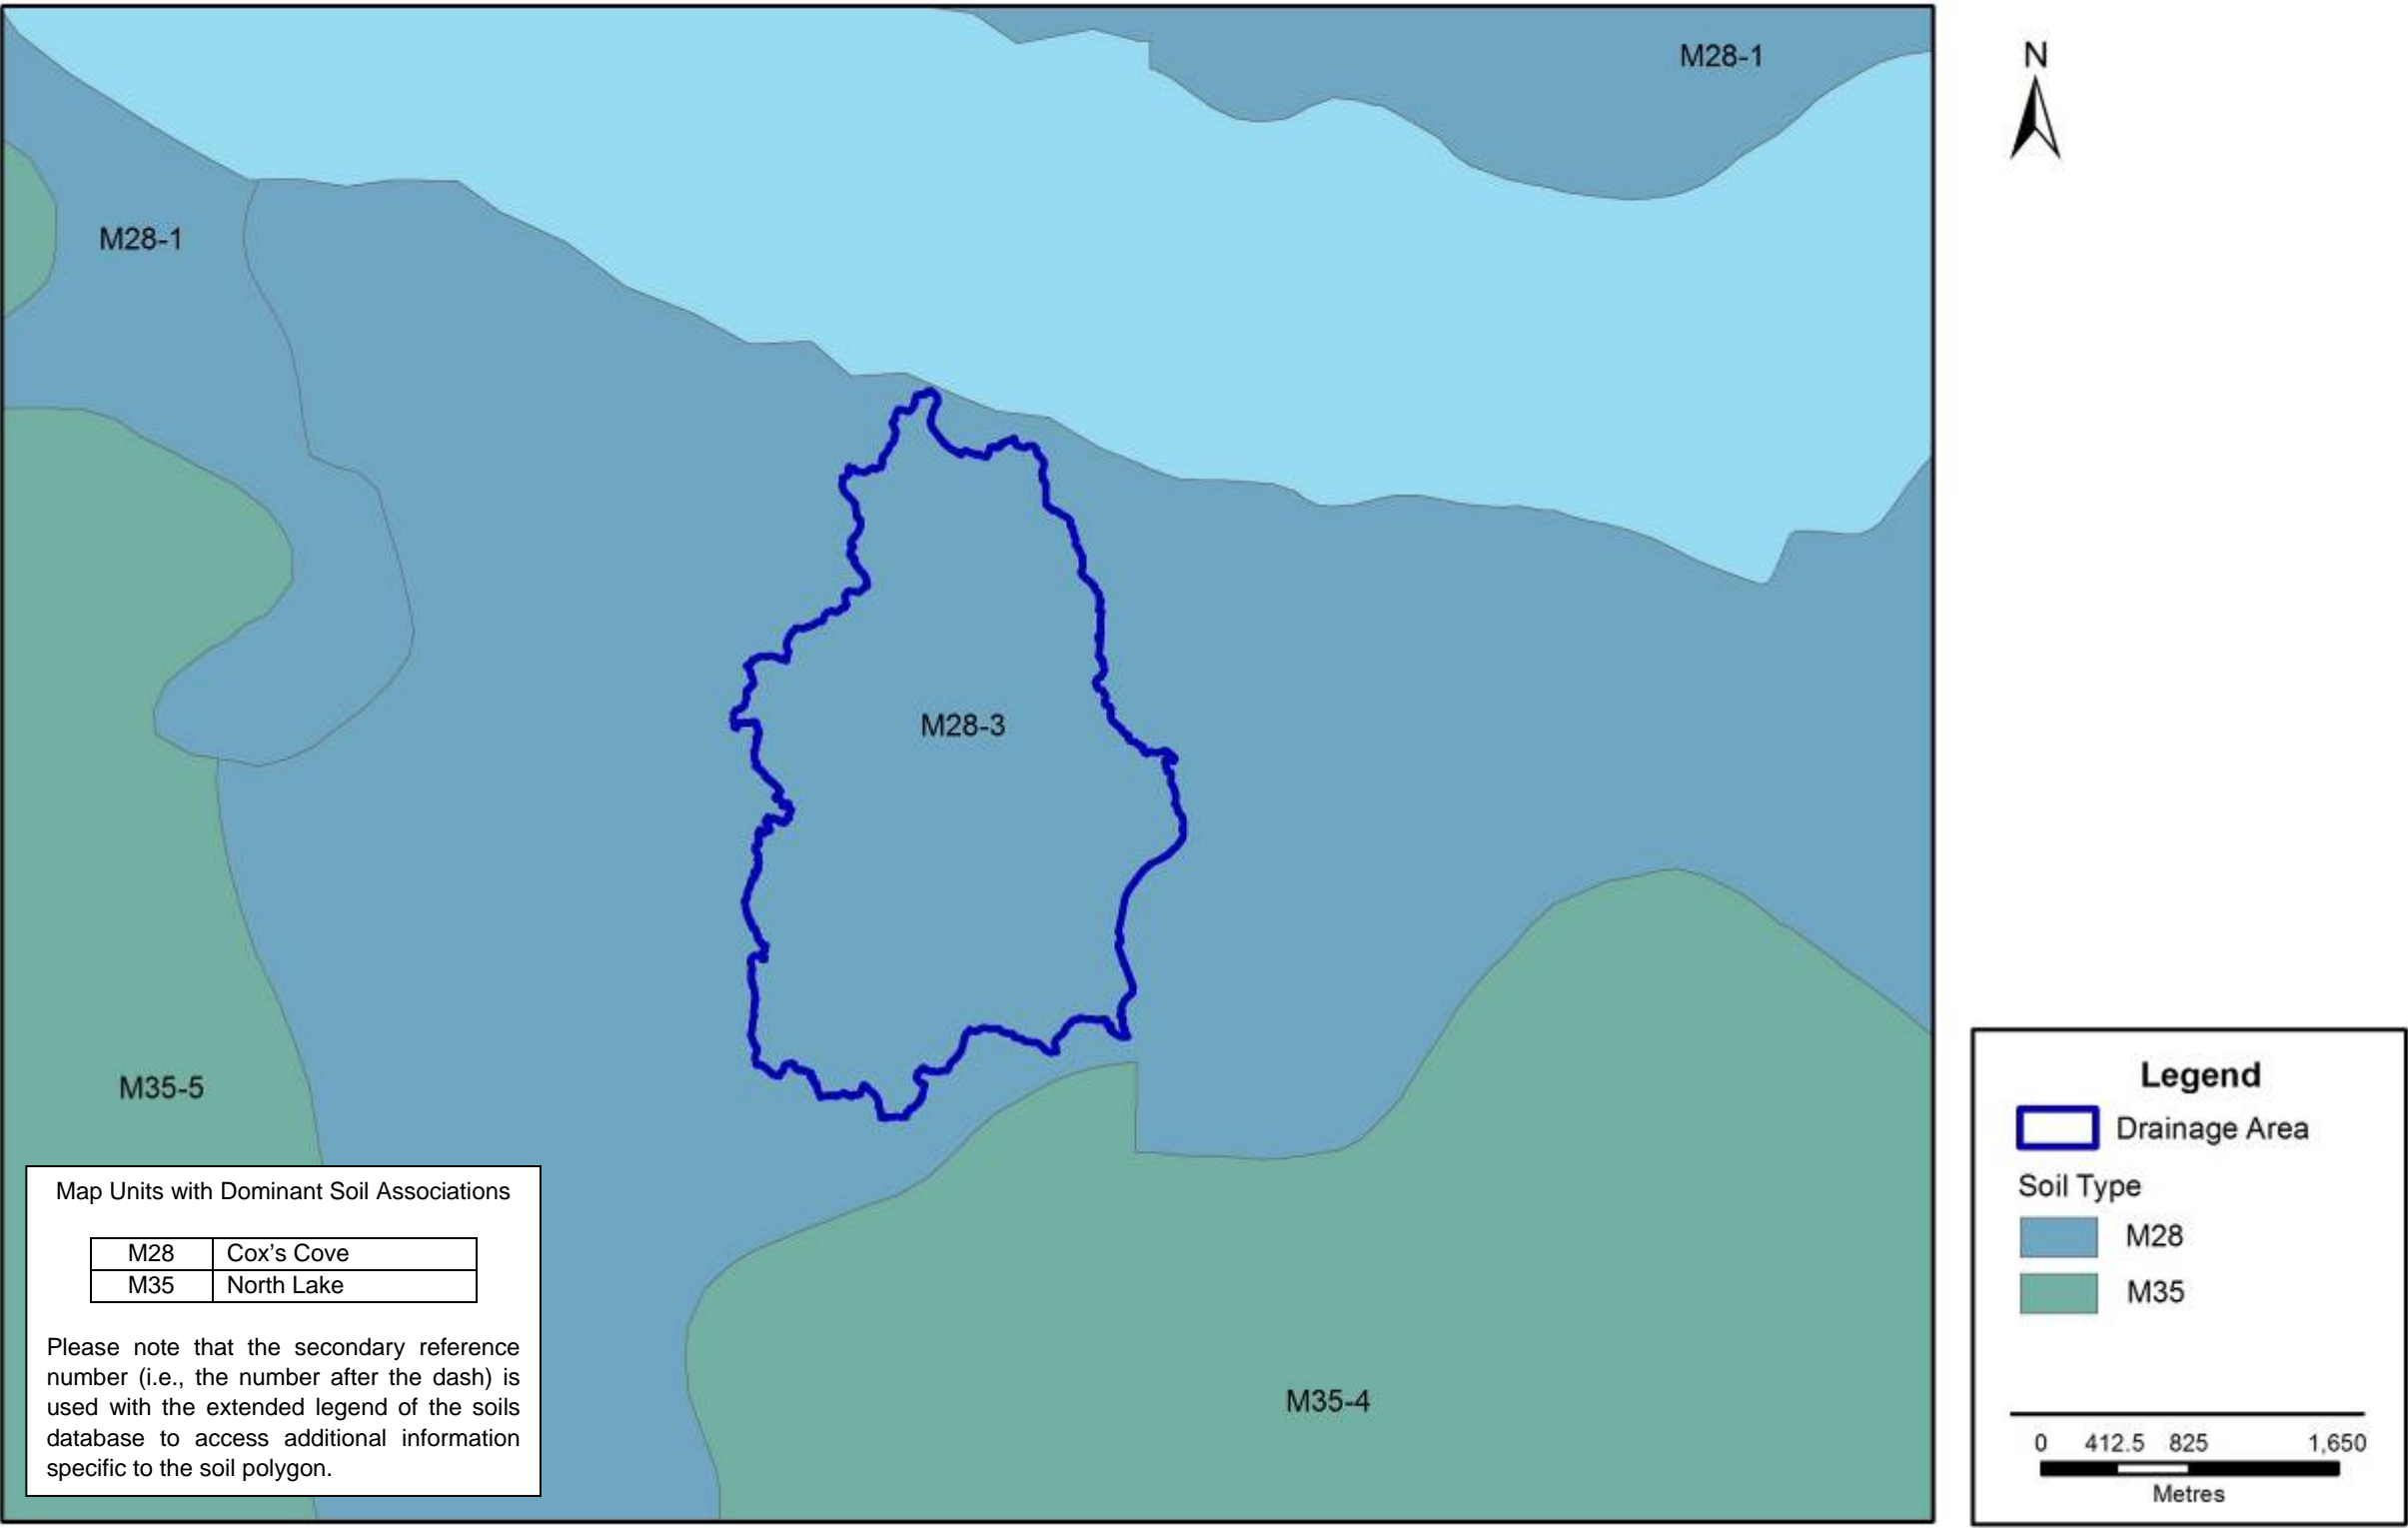 M28-1
N
M28-1
M28-3
M35-5
M35-4
Map Units with Dominant Soil Associations
M28 Cox’s Cove
M35 North Lake
Please note that the secondary reference
number (i.e., the number after the dash) is
used with the extended legend of the soils
database to access additional information
specific to the soil polygon.
Legend
Drainage Area
Soil Type
M28
M35
0 412.5 825 1,650
Metres